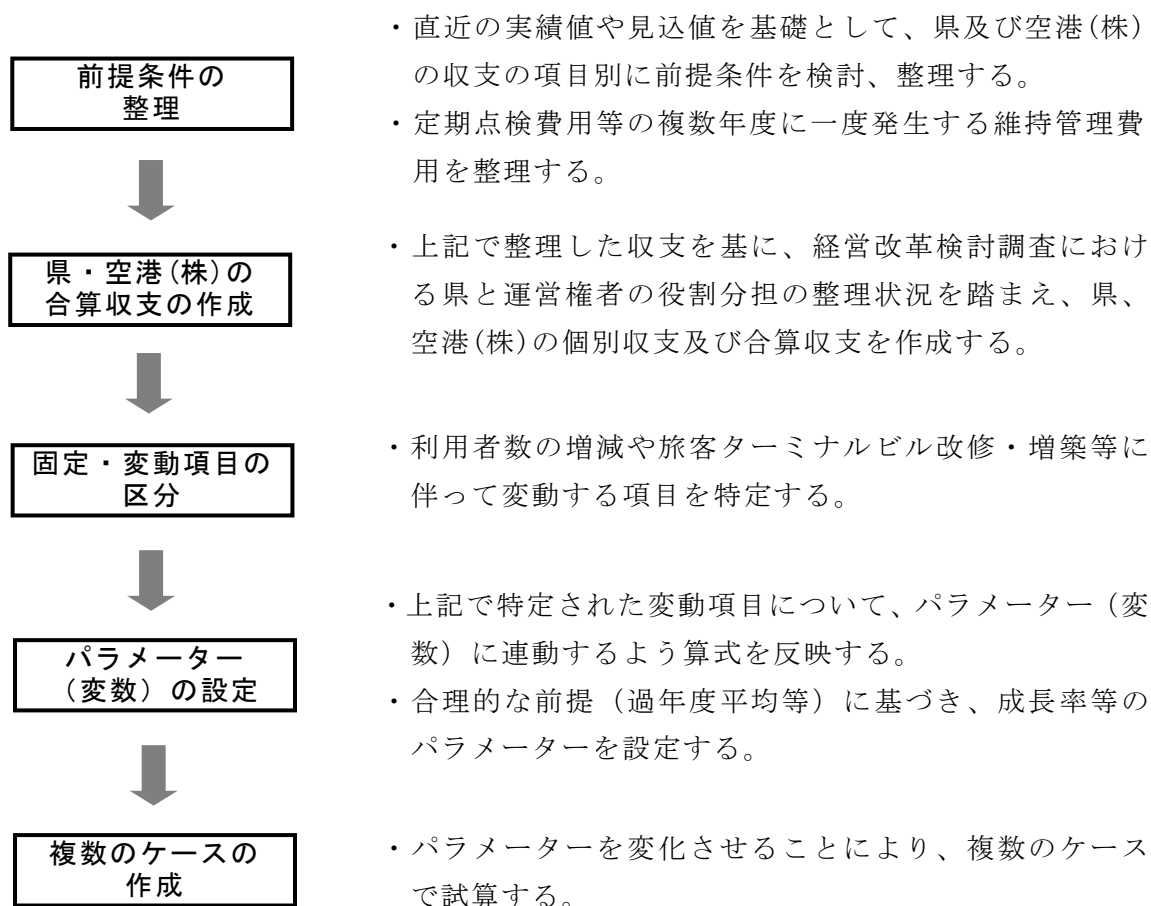 前提条件の
整理
・直近の実績値や見込値を基礎として、県及び空港(株)
の収支の項目別に前提条件を検討、整理する。
・定期点検費用等の複数年度に一度発生する維持管理費
用を整理する。
県・空港(株)の
合算収支の作成
・上記で整理した収支を基に、経営改革検討調査におけ
る県と運営権者の役割分担の整理状況を踏まえ、県、
空港(株)の個別収支及び合算収支を作成する。
固定・変動項目の
区分
・利用者数の増減や旅客ターミナルビル改修・増築等に
伴って変動する項目を特定する。
パラメーター
（変数）の設定
・上記で特定された変動項目について、パラメーター（変
数）に連動するよう算式を反映する。
・合理的な前提（過年度平均等）に基づき、成長率等の
パラメーターを設定する。
複数のケースの
作成
・パラメーターを変化させることにより、複数のケース
で試算する。